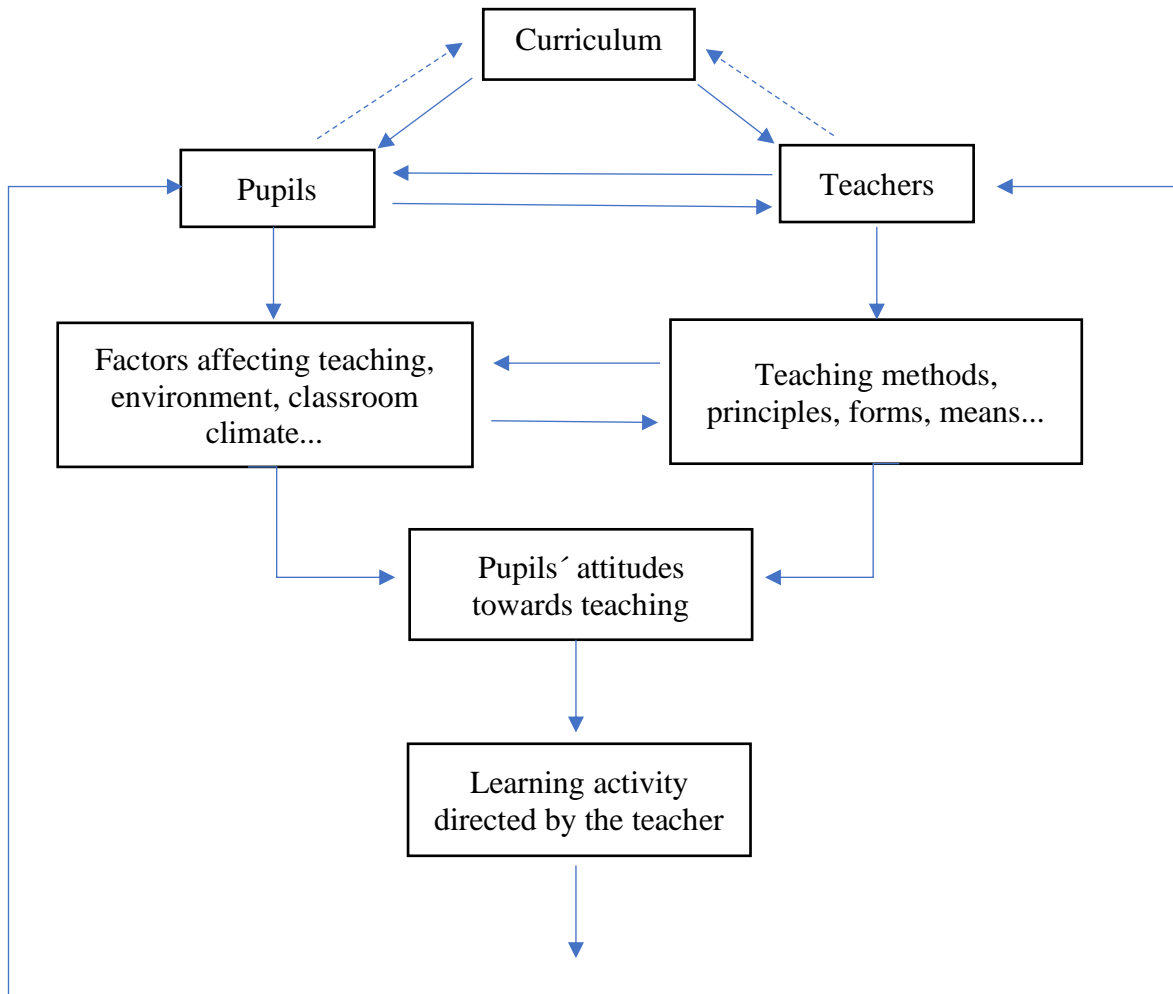 Curriculum
Pupils
Teachers
Factors affecting teaching,
environment, classroom
climate...
Teaching methods,
principles, forms, means...
Pupils´ attitudes
towards teaching
Learning activity
directed by the teacher